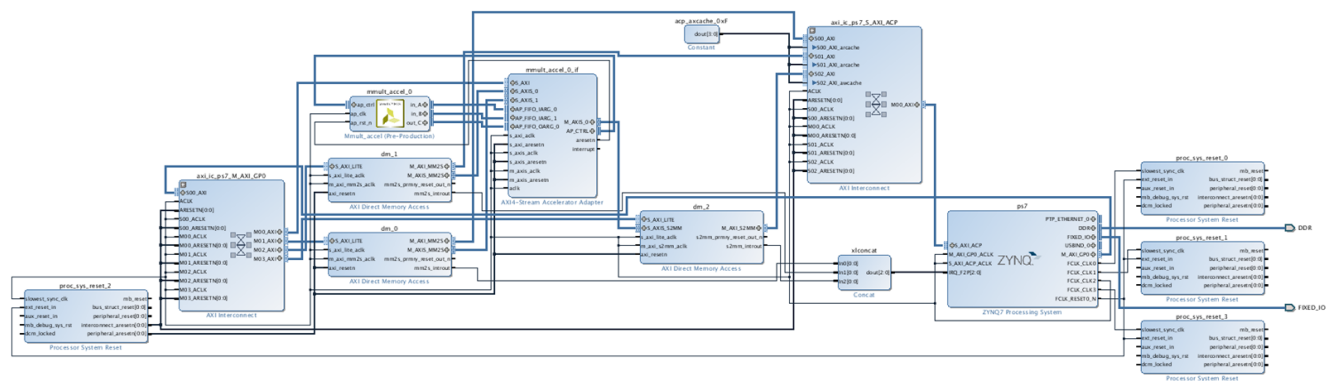 acp_axcache_0xF
dout[3:0]
Constant
axi_ic_ps7_S_AXI_ACP
S00_AXI
S00_AXI_arcache
S01_AXI
S01_AXI_arcache
S02_AXI
S02_AXI_awcache
ACLK
ARESETN[0:0]
S00_ACLK
S00_ARESETN[0:0]
M00_ACLK
M00_ARESETN[0:0]
S01_ACLK
S01_ARESETN[0:0]
S02_ACLK
S02_ARESETN[0:0]
M00_AXI
AXI Interconnect
mmult_accel_0_if
S_AXI
S_AXIS_0
S_AXIS_1
AP_FIFO_IARG_0
AP_FIFO_IARG_1
AP_FIFO_OARG_0
s_axi_aclk
s_axi_aresetn
s_axis_aclk
s_axis_aresetn
m_axis_aclk
m_axis_aresetn
aclk
M_AXIS_0
AP_CTRL
aresetn
interrupt
AXI4-Stream Accelerator Adapter
mmult_accel_0
ap_ctrl
ap_clk
ap_rst_n
in_A
in_B
out_C
Mmult_accel (Pre-Production)
dm_1
S_AXI_LITE
s_axi_lite_aclk
m_axi_mm2s_aclk
axi_resetn
M_AXI_MM2S
M_AXIS_MM2S
mm2s_prmry_reset_out_n
mm2s_introut
AXI Direct Memory Access
dm_0
S_AXI_LITE
s_axi_lite_aclk
m_axi_mm2s_aclk
axi_resetn
M_AXI_MM2S
M_AXIS_MM2S
mm2s_prmry_reset_out_n
mm2s_introut
AXI Direct Memory Access
axi_ic_ps7_M_AXI_GP0
S00_AXI
ACLK
ARESETN[0:0]
S00_ACLK
S00_ARESETN[0:0]
M00_ACLK
M00_ARESETN[0:0]
M01_ACLK
M01_ARESETN[0:0]
M02_ACLK
M02_ARESETN[0:0]
M03_ACLK
M03_ARESETN[0:0]
M00_AXI
M01_AXI
M02_AXI
M03_AXI
AXI Interconnect
proc_sys_reset_2
slowest_sync_clk
ext_reset_in
aux_reset_in
mb_debug_sys_rst
dcm_locked
mb_reset
bus_struct_reset[0:0]
peripheral_reset[0:0]
interconnect_aresetn[0:0]
peripheral_aresetn[0:0]
Processor System Reset
dm_2
S_AXI_LITE
S_AXIS_S2MM
s_axi_lite_aclk
m_axi_s2mm_aclk
axi_resetn
M_AXI_S2MM
s2mm_prmry_reset_out_n
s2mm_introut
AXI Direct Memory Access
xlconcat
In0[0:0]
In1[0:0]
In2[0:0]
dout[2:0]
Concat
ps7
S_AXI_ACP
M_AXI_GP0_ACLK
S_AXI_ACP_ACLK
IRQ_F2P[2:0]
ZYNQ
PTP_ETHERNET_0
DDR
FIXED_IO
USBIND_0
M_AXI_GP0
FCLK_CLK0
FCLK_CLK1
FCLK_CLK2
FCLK_CLK3
FCLK_RESET0_N
ZYNQ7 Processing System
proc_sys_reset_0
slowest_sync_clk
ext_reset_in
aux_reset_in
mb_debug_sys_rst
dcm_locked
mb_reset
bus_struct_reset[0:0]
peripheral_reset[0:0]
interconnect_aresetn[0:0]
peripheral_aresetn[0:0]
Processor System Reset
DDR
proc_sys_reset_1
slowest_sync_clk
ext_reset_in
aux_reset_in
mb_debug_sys_rst
dcm_locked
mb_reset
bus_struct_reset[0:0]
peripheral_reset[0:0]
interconnect_aresetn[0:0]
peripheral_aresetn[0:0]
Processor System Reset
FIXED_IO
proc_sys_reset_3
slowest_sync_clk
ext_reset_in
aux_reset_in
mb_debug_sys_rst
dcm_locked
mb_reset
bus_struct_reset[0:0]
peripheral_reset[0:0]
interconnect_aresetn[0:0]
peripheral_aresetn[0:0]
Processor System Reset